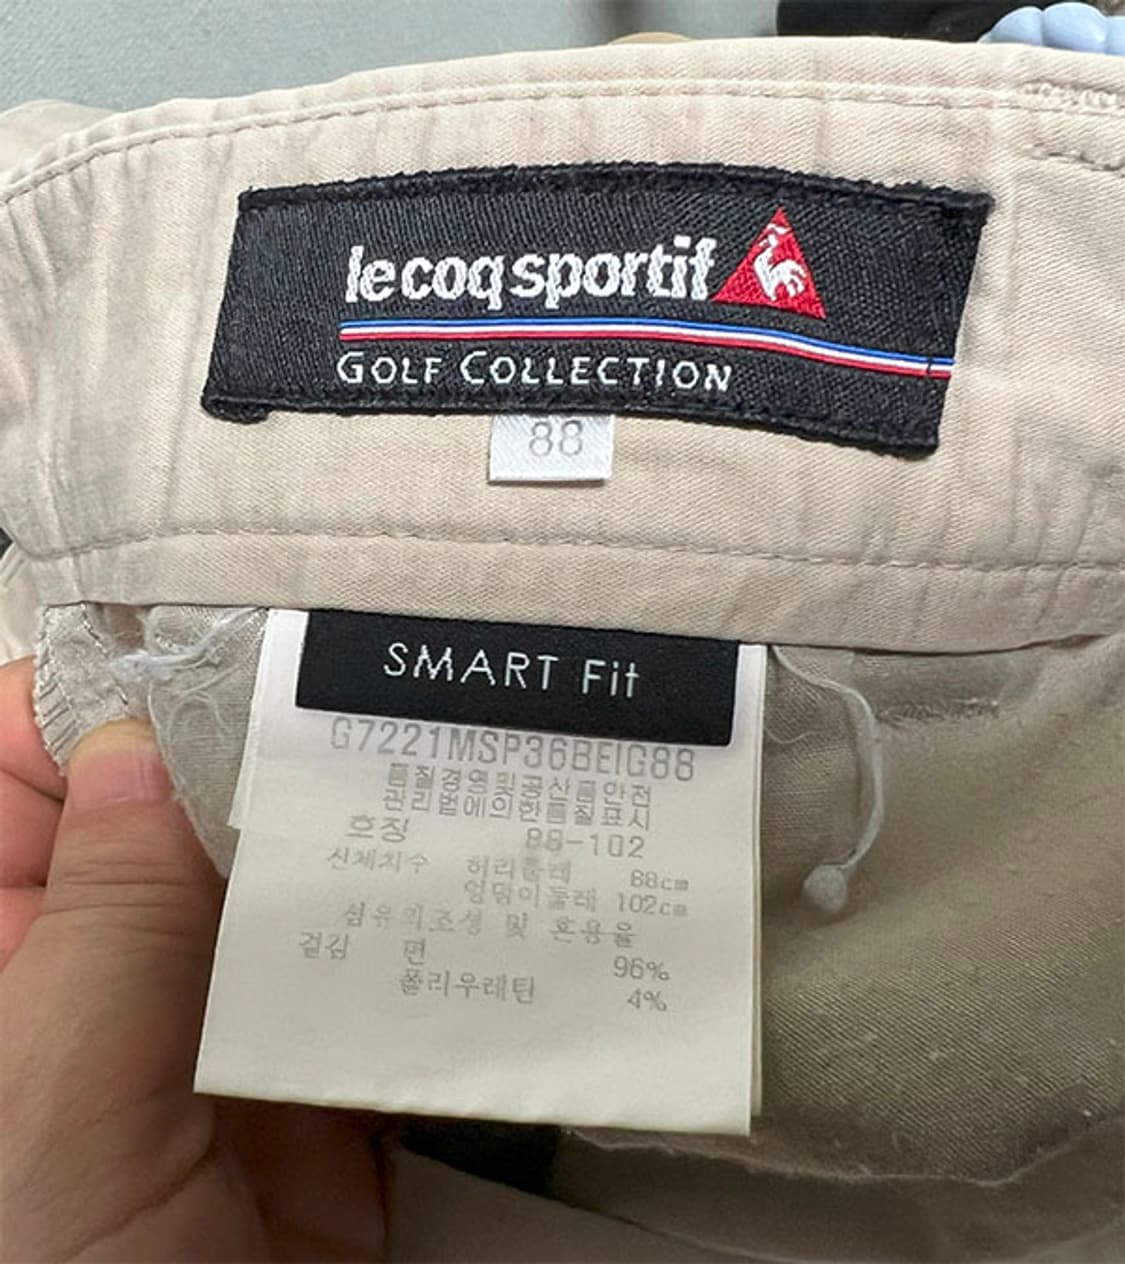 lecoqsportif
GOLF COLLECTION
88
SMART Fit
G7221MSP36BEIG88
품질경영및공산품안전
관리법에의한품질표시
호칭 88-102
신체치수 허리둘레 88cm
엉덩이둘레 102cm
섬유의조성 및 혼용율
겉감 면 96%
폴리우레탄 4%